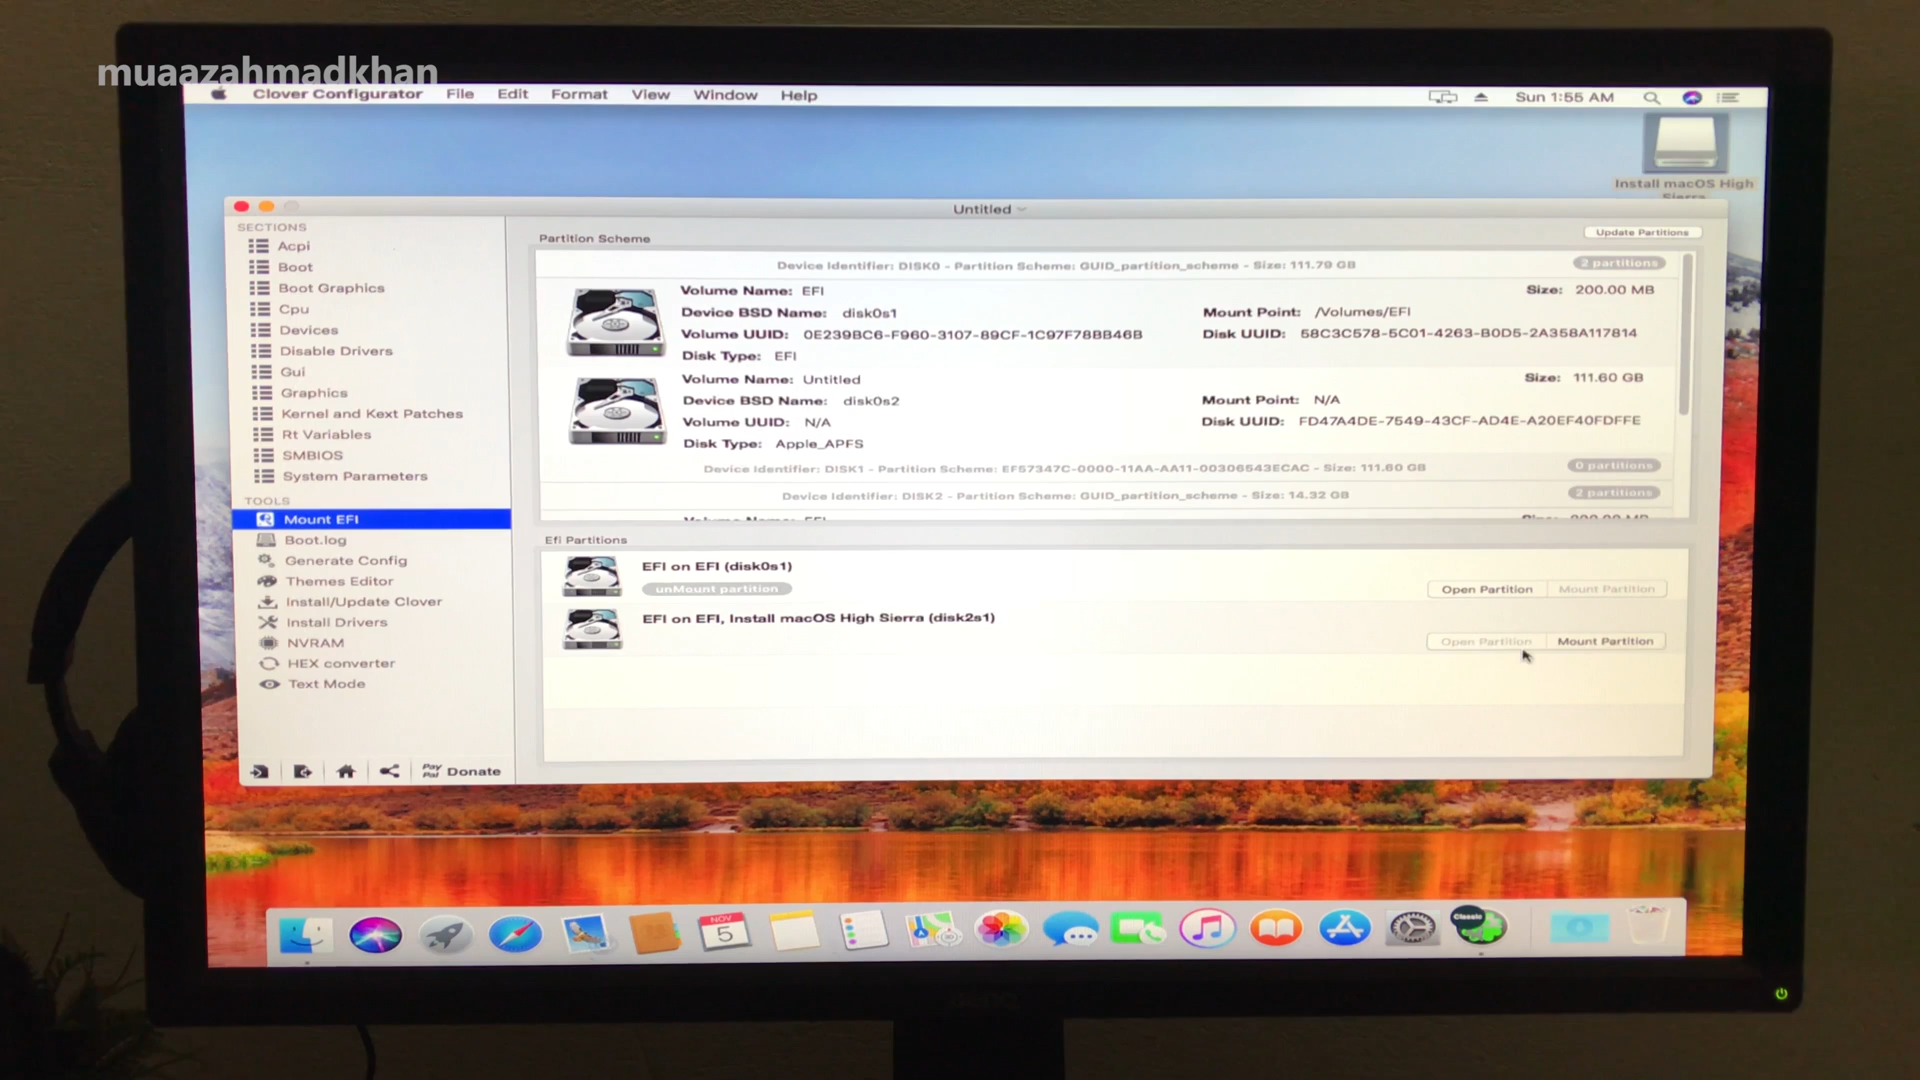 muaazahmadkhan
Clover Configurator File Edit Format View Window Help
Sun 1:55 AM
Install macOS High
Sierra
Untitled
SECTIONS
Acpi
Boot
Boot Graphics
Cpu
Devices
Disable Drivers
Gui
Graphics
Kernel and Kext Patches
Rt Variables
SMBIOS
System Parameters
TOOLS
Mount EFI
Boot.log
Generate Config
Themes Editor
Install/Update Clover
Install Drivers
NVRAM
HEX converter
Text Mode
PayPal Donate
Partition Scheme
Update Partitions
Device Identifier: DISK0 - Partition Scheme: GUID_partition_scheme - Size: 111.79 GB
2 partitions
Volume Name: EFI
Size: 200.00 MB
Device BSD Name: disk0s1
Mount Point: /Volumes/EFI
Volume UUID: 0E239BC6-F960-3107-89CF-1C97F78BB46B
Disk UUID: 58C3C578-5C01-4263-B0D5-2A358A117814
Disk Type: EFI
Volume Name: Untitled
Size: 111.60 GB
Device BSD Name: disk0s2
Mount Point: N/A
Volume UUID: N/A
Disk UUID: FD47A4DE-7549-43CF-AD4E-A20EF40FDFFE
Disk Type: Apple_APFS
Device Identifier: DISK1 - Partition Scheme: EF57347C-0000-11AA-AA11-00306543ECAC - Size: 111.60 GB
0 partitions
Device Identifier: DISK2 - Partition Scheme: GUID_partition_scheme - Size: 14.32 GB
2 partitions
Efi Partitions
EFI on EFI (disk0s1)
unMount partition
Open Partition Mount Partition
EFI on EFI, Install macOS High Sierra (disk2s1)
Open Partition Mount Partition
NOV
5
Classic